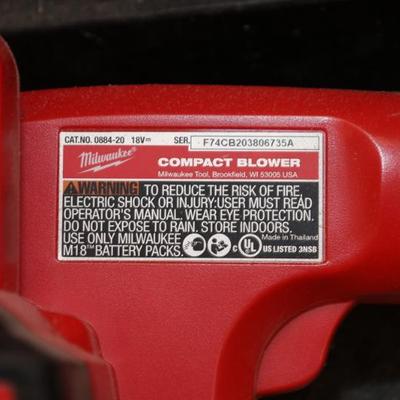 CAT.NO. 0884-20 18V⎓ SER. F74CB203806735A
Milwaukee®
COMPACT BLOWER
Milwaukee Tool, Brookfield, WI 53005 USA
WARNING TO REDUCE THE RISK OF FIRE
ELECTRIC SHOCK OR INJURY:USER MUST READ
OPERATOR'S MANUAL. WEAR EYE PROTECTION.
DO NOT EXPOSE TO RAIN. STORE INDOORS.
USE ONLY MILWAUKEE Made in Thailand
M18™ BATTERY PACKS. C UL US LISTED 3NSB